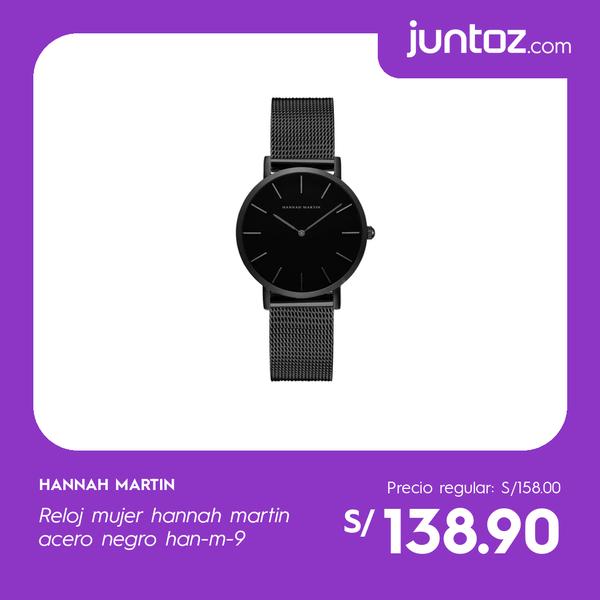 juntoz.com
HANNAH MARTIN
HANNAH MARTIN
Reloj mujer hannah martin
acero negro han-m-9
Precio regular: S/158.00
S/138.90